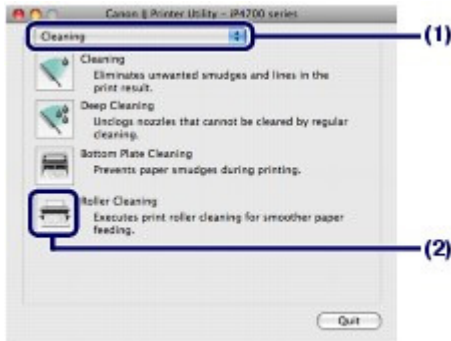 Canon IJ Printer Utility – iP4700 series
Cleaning
(1)
Cleaning
Eliminates unwanted smudges and lines in the
print result.
Deep Cleaning
Unclogs nozzles that cannot be cleared by regular
cleaning.
Bottom Plate Cleaning
Prevents paper smudges during printing.
Roller Cleaning
Executes print roller cleaning for smoother paper
feeding.
(2)
Quit